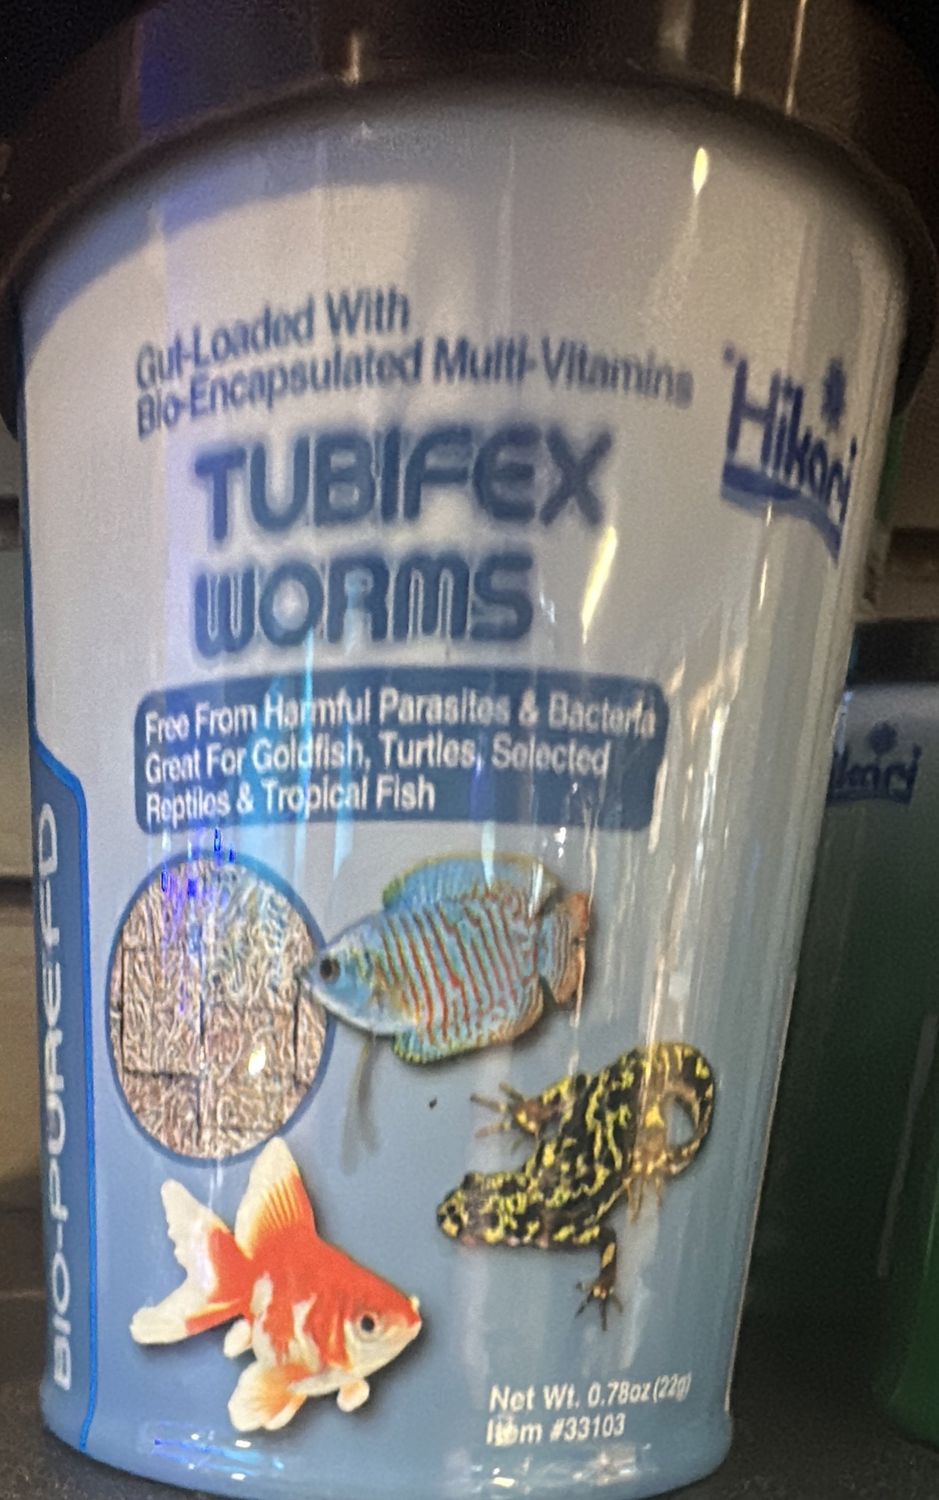 Gut-Loaded With
Bio-Encapsulated Multi-Vitamins
Hikari
TUBIFEX
WORMS
Free From Harmful Parasites & Bacteria
Great For Goldfish, Turtles, Selected
Reptiles & Tropical Fish
BIO-PURE FD
Net Wt. 0.78oz (22g)
Item #33103